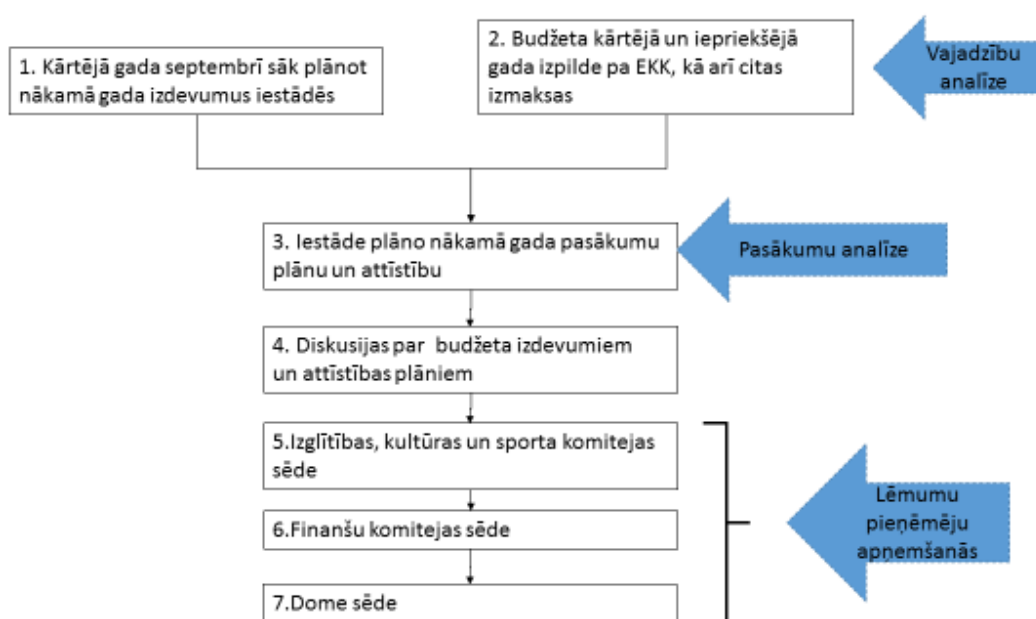 1. Kārtējā gada septembrī sāk plānot
nākamā gada izdevumus iestādēs
2. Budžeta kārtējā un iepriekšējā
gada izpilde pa EKK, kā arī citas
izmaksas
Vajadzību
analīze
3. Iestāde plāno nākamā gada pasākumu
plānu un attīstību
Pasākumu analīze
4. Diskusijas par budžeta izdevumiem
un attīstības plāniem
5.Izglītības, kultūras un sporta komitejas
sēde
6.Finanšu komitejas sēde
7.Dome sēde
Lēmumu
pieņēmēju
apņemšanās